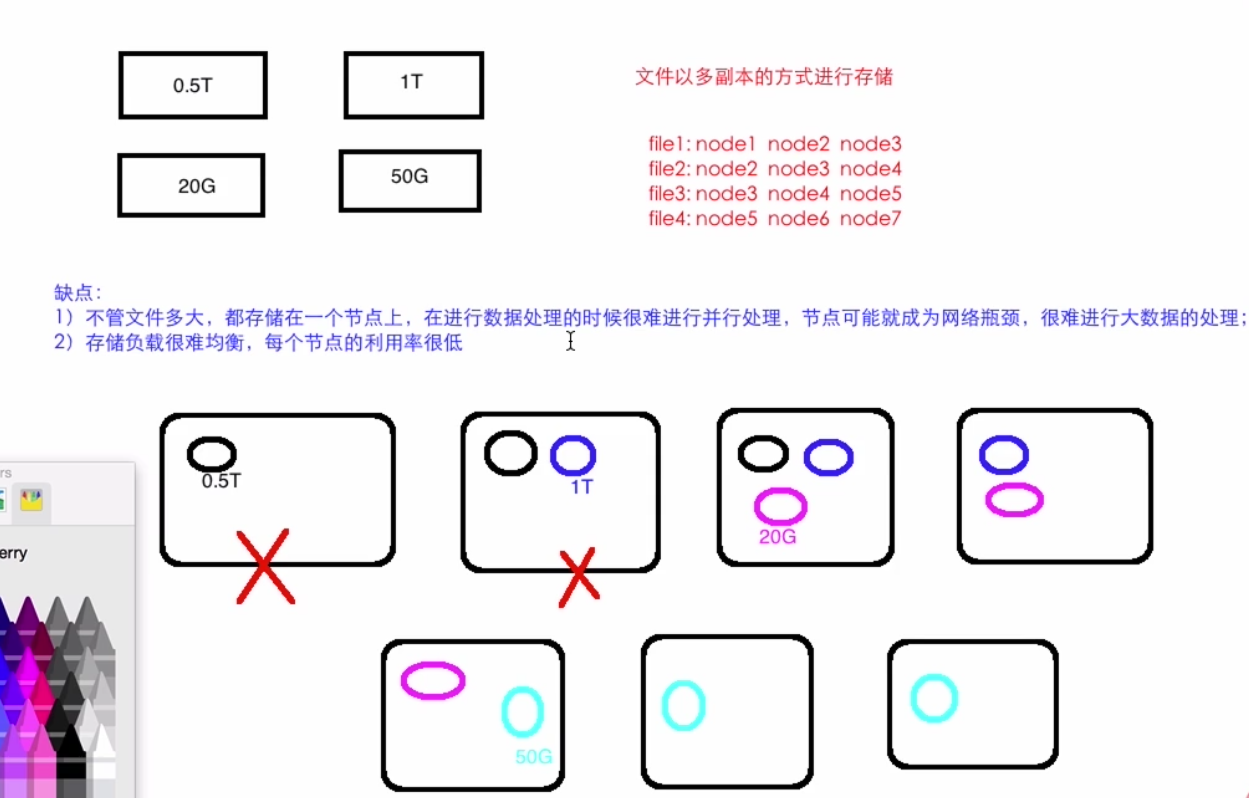 0.5T
1T
20G
50G
文件以多副本的方式进行存储
file1: node1 node2 node3
file2: node2 node3 node4
file3: node3 node4 node5
file4: node5 node6 node7
缺点：
1）不管文件多大，都存储在一个节点上，在进行数据处理的时候很难进行并行处理，节点可能就成为网络瓶颈，很难进行大数据的处理；
2）存储负载很难均衡，每个节点的利用率很低
0.5T
1T
20G
rs
erry
50G